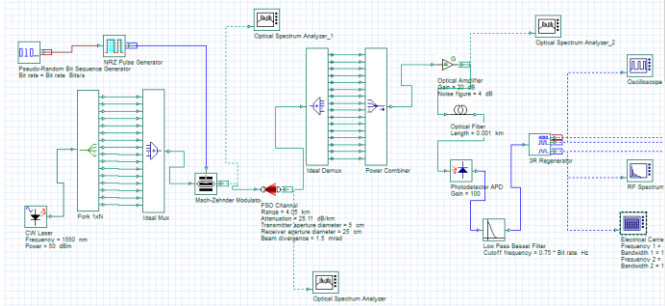 Optical Spectrum Analyzer_1
Optical Spectrum Analyzer_2
010...
NRZ Pulse Generator
Pseudo-Random Bit Sequence Generator
Bit rate = Bit rate Bits/s
G
Optical Amplifier
Gain = 20 dB
Noise figure = 4 dB
Oscilloscope
Optical Fiber
Length = 0.001 km
Ideal Demux
Power Combiner
3R Regenerator
Mach-Zehnder Modulato
Photodetector APD
Gain = 100
Fork 1xN
Ideal Mux
FSO Channel
Range = 4.05 km
Attenuation = 25.11 dB/km
Transmitter aperture diameter = 5 cm
Receiver aperture diameter = 25 cm
Beam divergance = 1.5 mrad
RF Spectrum
CW Laser
Frequency = 1550 nm
Power = 50 dBm
Low Pass Bessel Filter
Cutoff frequency = 0.75 * Bit rate Hz
Electrical Carrie
Frequency 1 =
Bandwidth 1 = 1
Frequency 2 =
Bandwidth 2 = 1
Optical Spectrum Analyzer